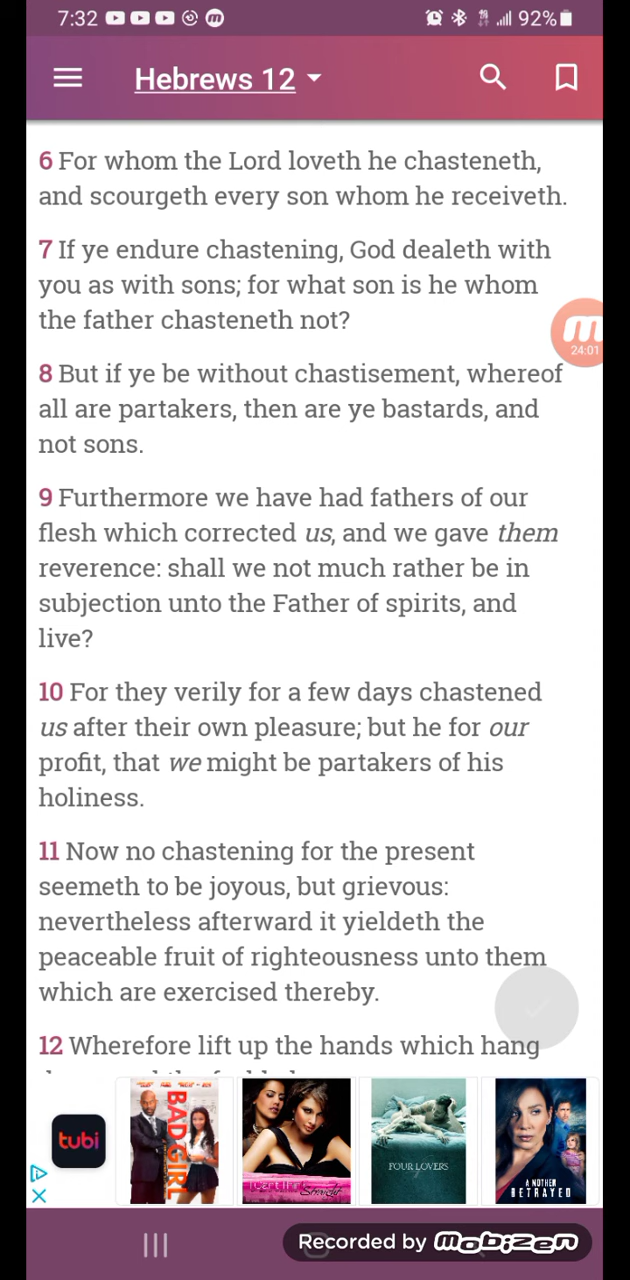 7:32
92%
Hebrews 12
6 For whom the Lord loveth he chasteneth,
and scourgeth every son whom he receiveth.
7 If ye endure chastening, God dealeth with
you as with sons; for what son is he whom
the father chasteneth not?
24:01
8 But if ye be without chastisement, whereof
all are partakers, then are ye bastards, and
not sons.
9 Furthermore we have had fathers of our
flesh which corrected us, and we gave them
reverence: shall we not much rather be in
subjection unto the Father of spirits, and
live?
10 For they verily for a few days chastened
us after their own pleasure; but he for our
profit, that we might be partakers of his
holiness.
11 Now no chastening for the present
seemeth to be joyous, but grievous:
nevertheless afterward it yieldeth the
peaceable fruit of righteousness unto them
which are exercised thereby.
12 Wherefore lift up the hands which hang
tubi
BAD GIRL
I Can't Think Straight
FOUR LOVERS
A MOTHER
BETRAYED
Recorded by mobizen